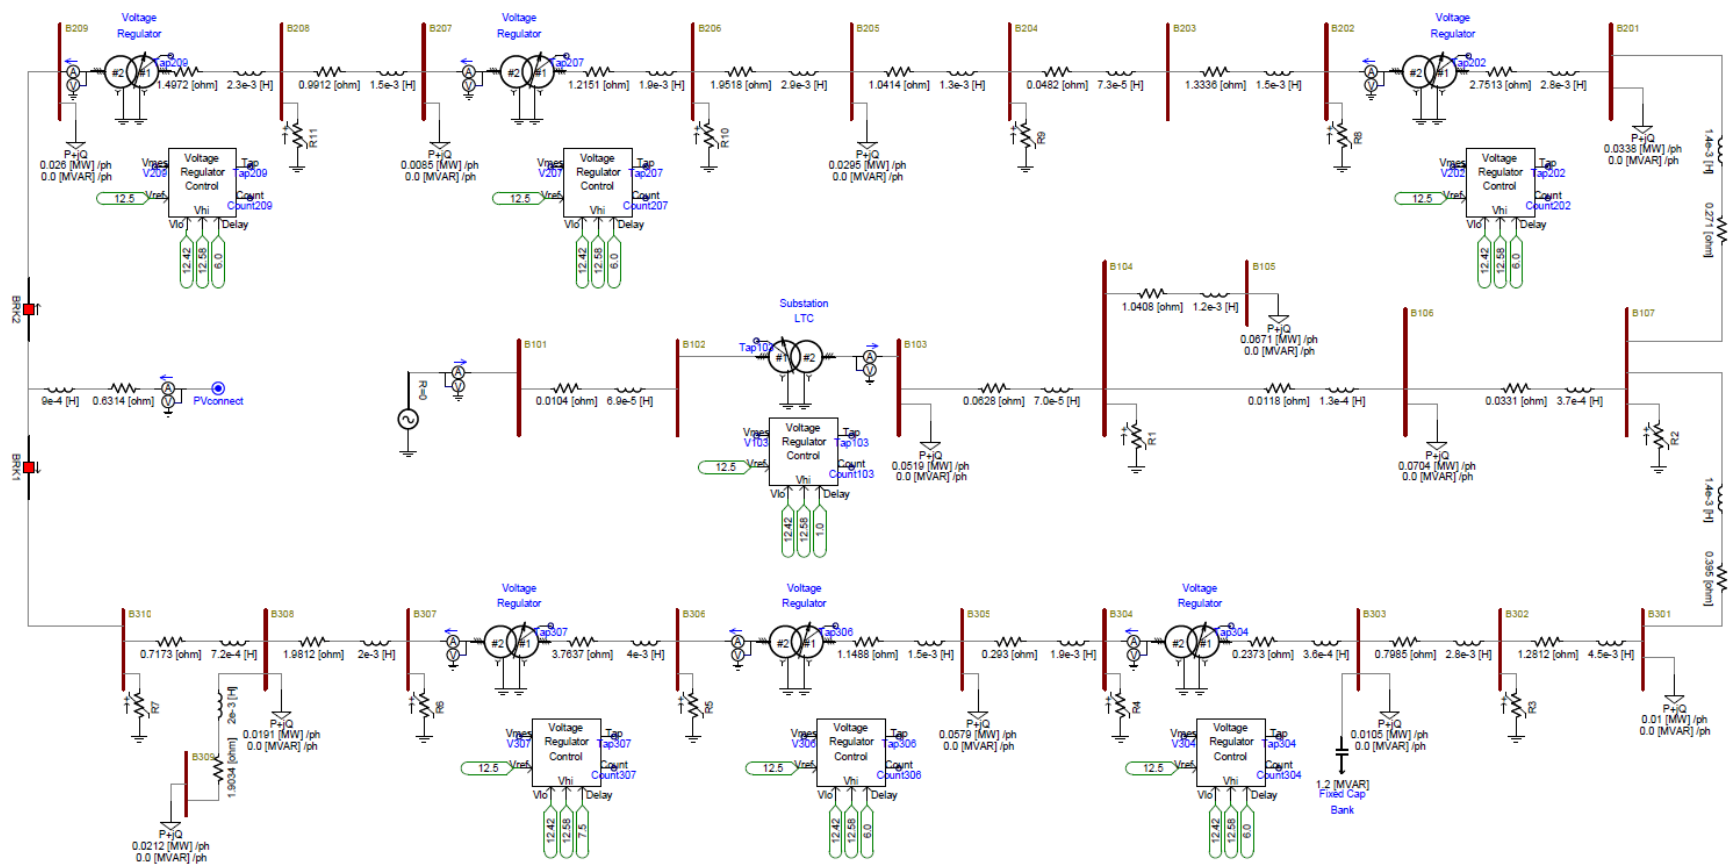 B209
Voltage
Regulator
#2
#1
Tap209
1.4972 [ohm]
2.3e-3 [H]
B208
0.9912 [ohm]
1.5e-3 [H]
B207
Voltage
Regulator
#2
#1
Tap207
1.2151 [ohm]
1.9e-3 [H]
B206
1.9518 [ohm]
2.9e-3 [H]
B205
1.0414 [ohm]
1.3e-3 [H]
B204
0.0482 [ohm]
7.3e-5 [H]
B203
1.3336 [ohm]
1.5e-3 [H]
B202
Voltage
Regulator
#2
#1
Tap202
2.7513 [ohm]
2.8e-3 [H]
B201
A
V
A
V
A
V
P+jQ
0.026 [MW] /ph
0.0 [MVAR] /ph
R11
P+jQ
0.0085 [MW] /ph
0.0 [MVAR] /ph
R10
P+jQ
0.0295 [MW] /ph
0.0 [MVAR] /ph
R9
R8
P+jQ
0.0338 [MW] /ph
0.0 [MVAR] /ph
1.4e-3 [H]
0.271 [ohm]
Vmes
V209
Voltage
Regulator
Control
Tap
Tap209
12.5
Vref
Count
Count209
Vhi
Vlo
Delay
12.42
12.58
6.0
Vmes
V207
Voltage
Regulator
Control
Tap
Tap207
12.5
Vref
Count
Count207
Vhi
Vlo
Delay
12.42
12.58
6.0
Vmes
V202
Voltage
Regulator
Control
Tap
Tap202
12.5
Vref
Count
Count202
Vhi
Vlo
Delay
12.42
12.58
6.0
BRK2
9e-4 [H]
0.6314 [ohm]
A
V
PVconnect
BRK1
R=0
A
V
B101
0.0104 [ohm]
6.9e-5 [H]
B102
Substation
LTC
Tap103
#1
#2
A
V
B103
P+jQ
0.0519 [MW] /ph
0.0 [MVAR] /ph
0.0628 [ohm]
7.0e-5 [H]
B104
1.0408 [ohm]
1.2e-3 [H]
B105
P+jQ
0.0671 [MW] /ph
0.0 [MVAR] /ph
R1
0.0118 [ohm]
1.3e-4 [H]
B106
P+jQ
0.0704 [MW] /ph
0.0 [MVAR] /ph
0.0331 [ohm]
3.7e-4 [H]
B107
R2
1.4e-3 [H]
0.395 [ohm]
Vmes
V103
Voltage
Regulator
Control
Tap
Tap103
12.5
Vref
Count
Count103
Vhi
Vlo
Delay
12.42
12.58
1.0
B310
0.7173 [ohm]
7.2e-4 [H]
B308
1.9812 [ohm]
2e-3 [H]
B307
A
V
Voltage
Regulator
#2
#1
Tap307
3.7637 [ohm]
4e-3 [H]
B306
A
V
Voltage
Regulator
#2
#1
Tap306
1.1488 [ohm]
1.5e-3 [H]
B305
0.293 [ohm]
1.9e-3 [H]
B304
A
V
Voltage
Regulator
#2
#1
Tap304
0.2373 [ohm]
3.6e-4 [H]
B303
0.7985 [ohm]
2.8e-3 [H]
B302
1.2812 [ohm]
4.5e-3 [H]
B301
R7
2e-3 [H]
P+jQ
0.0191 [MW] /ph
0.0 [MVAR] /ph
R6
R5
P+jQ
0.0579 [MW] /ph
0.0 [MVAR] /ph
R4
P+jQ
0.0105 [MW] /ph
0.0 [MVAR] /ph
R3
P+jQ
0.01 [MW] /ph
0.0 [MVAR] /ph
B309
1.9034 [ohm]
P+jQ
0.0212 [MW] /ph
0.0 [MVAR] /ph
1.2 [MVAR]
Fixed Cap
Bank
Vmes
V307
Voltage
Regulator
Control
Tap
Tap307
12.5
Vref
Count
Count307
Vhi
Vlo
Delay
12.42
12.58
7.5
Vmes
V306
Voltage
Regulator
Control
Tap
Tap306
12.5
Vref
Count
Count306
Vhi
Vlo
Delay
12.42
12.58
6.0
Vmes
V304
Voltage
Regulator
Control
Tap
Tap304
12.5
Vref
Count
Count304
Vhi
Vlo
Delay
12.42
12.58
6.0